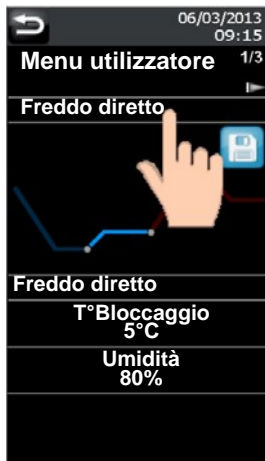 06/03/2013
09:15
Menu utilizzatore 1/3
Freddo diretto
Freddo diretto
T°Bloccaggio
5°C
Umidità
80%